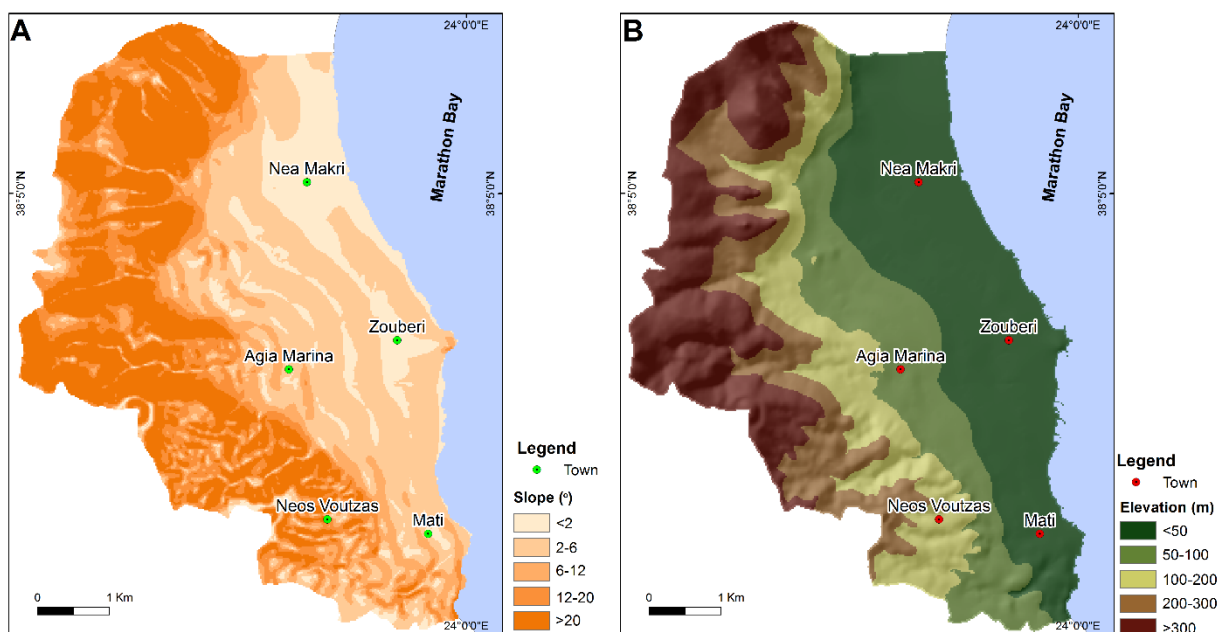 A
24°0'0"E
Marathon Bay
38°5'0"N
38°5'0"N
Nea Makri
Zouberi
Agia Marina
Neos Voutzas
Mati
Legend
Town
Slope (º)
<2
2-6
6-12
12-20
>20
0
1 Km
24°0'0"E
B
24°0'0"E
Marathon Bay
38°5'0"N
38°5'0"N
Nea Makri
Zouberi
Agia Marina
Neos Voutzas
Mati
Legend
Town
Elevation (m)
<50
50-100
100-200
200-300
>300
0
1 Km
24°0'0"E